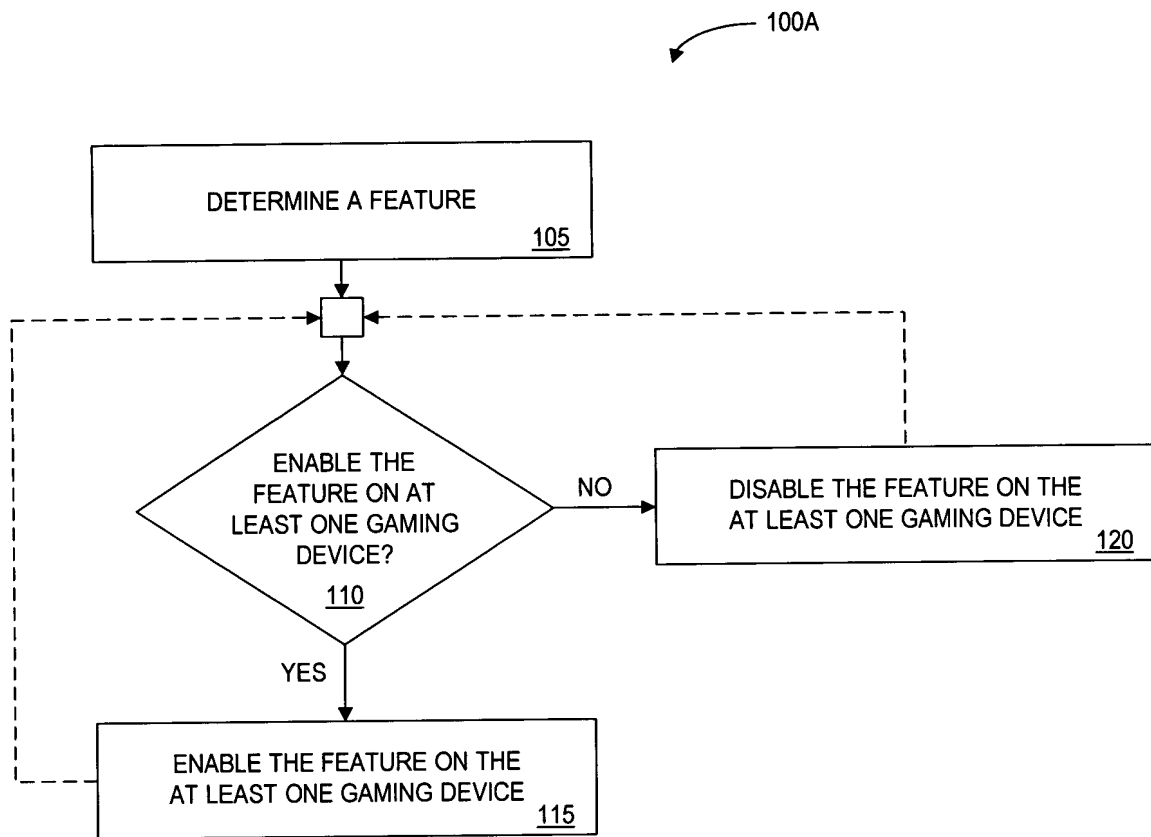 100A
DETERMINE A FEATURE
105
ENABLE THE
FEATURE ON AT
LEAST ONE GAMING
DEVICE?
110
NO
DISABLE THE FEATURE ON THE
AT LEAST ONE GAMING DEVICE
120
YES
ENABLE THE FEATURE ON THE
AT LEAST ONE GAMING DEVICE
115